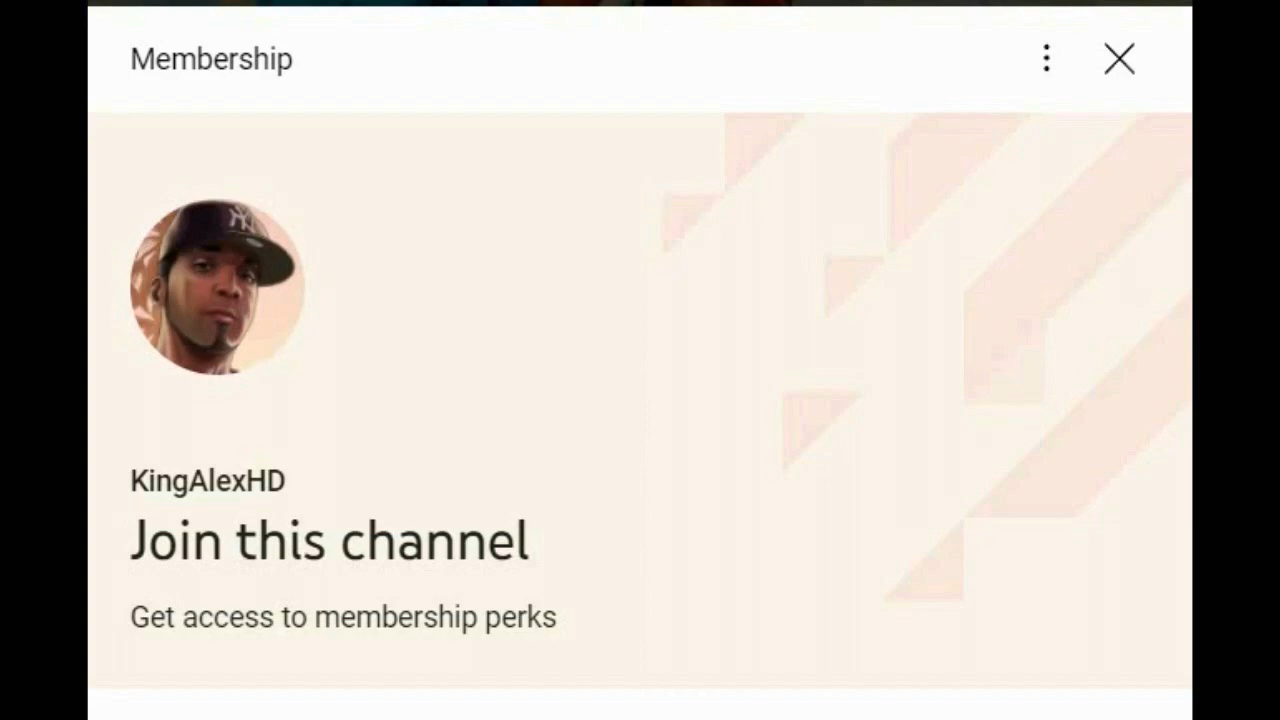 Membership
KingAlexHD
Join this channel
Get access to membership perks